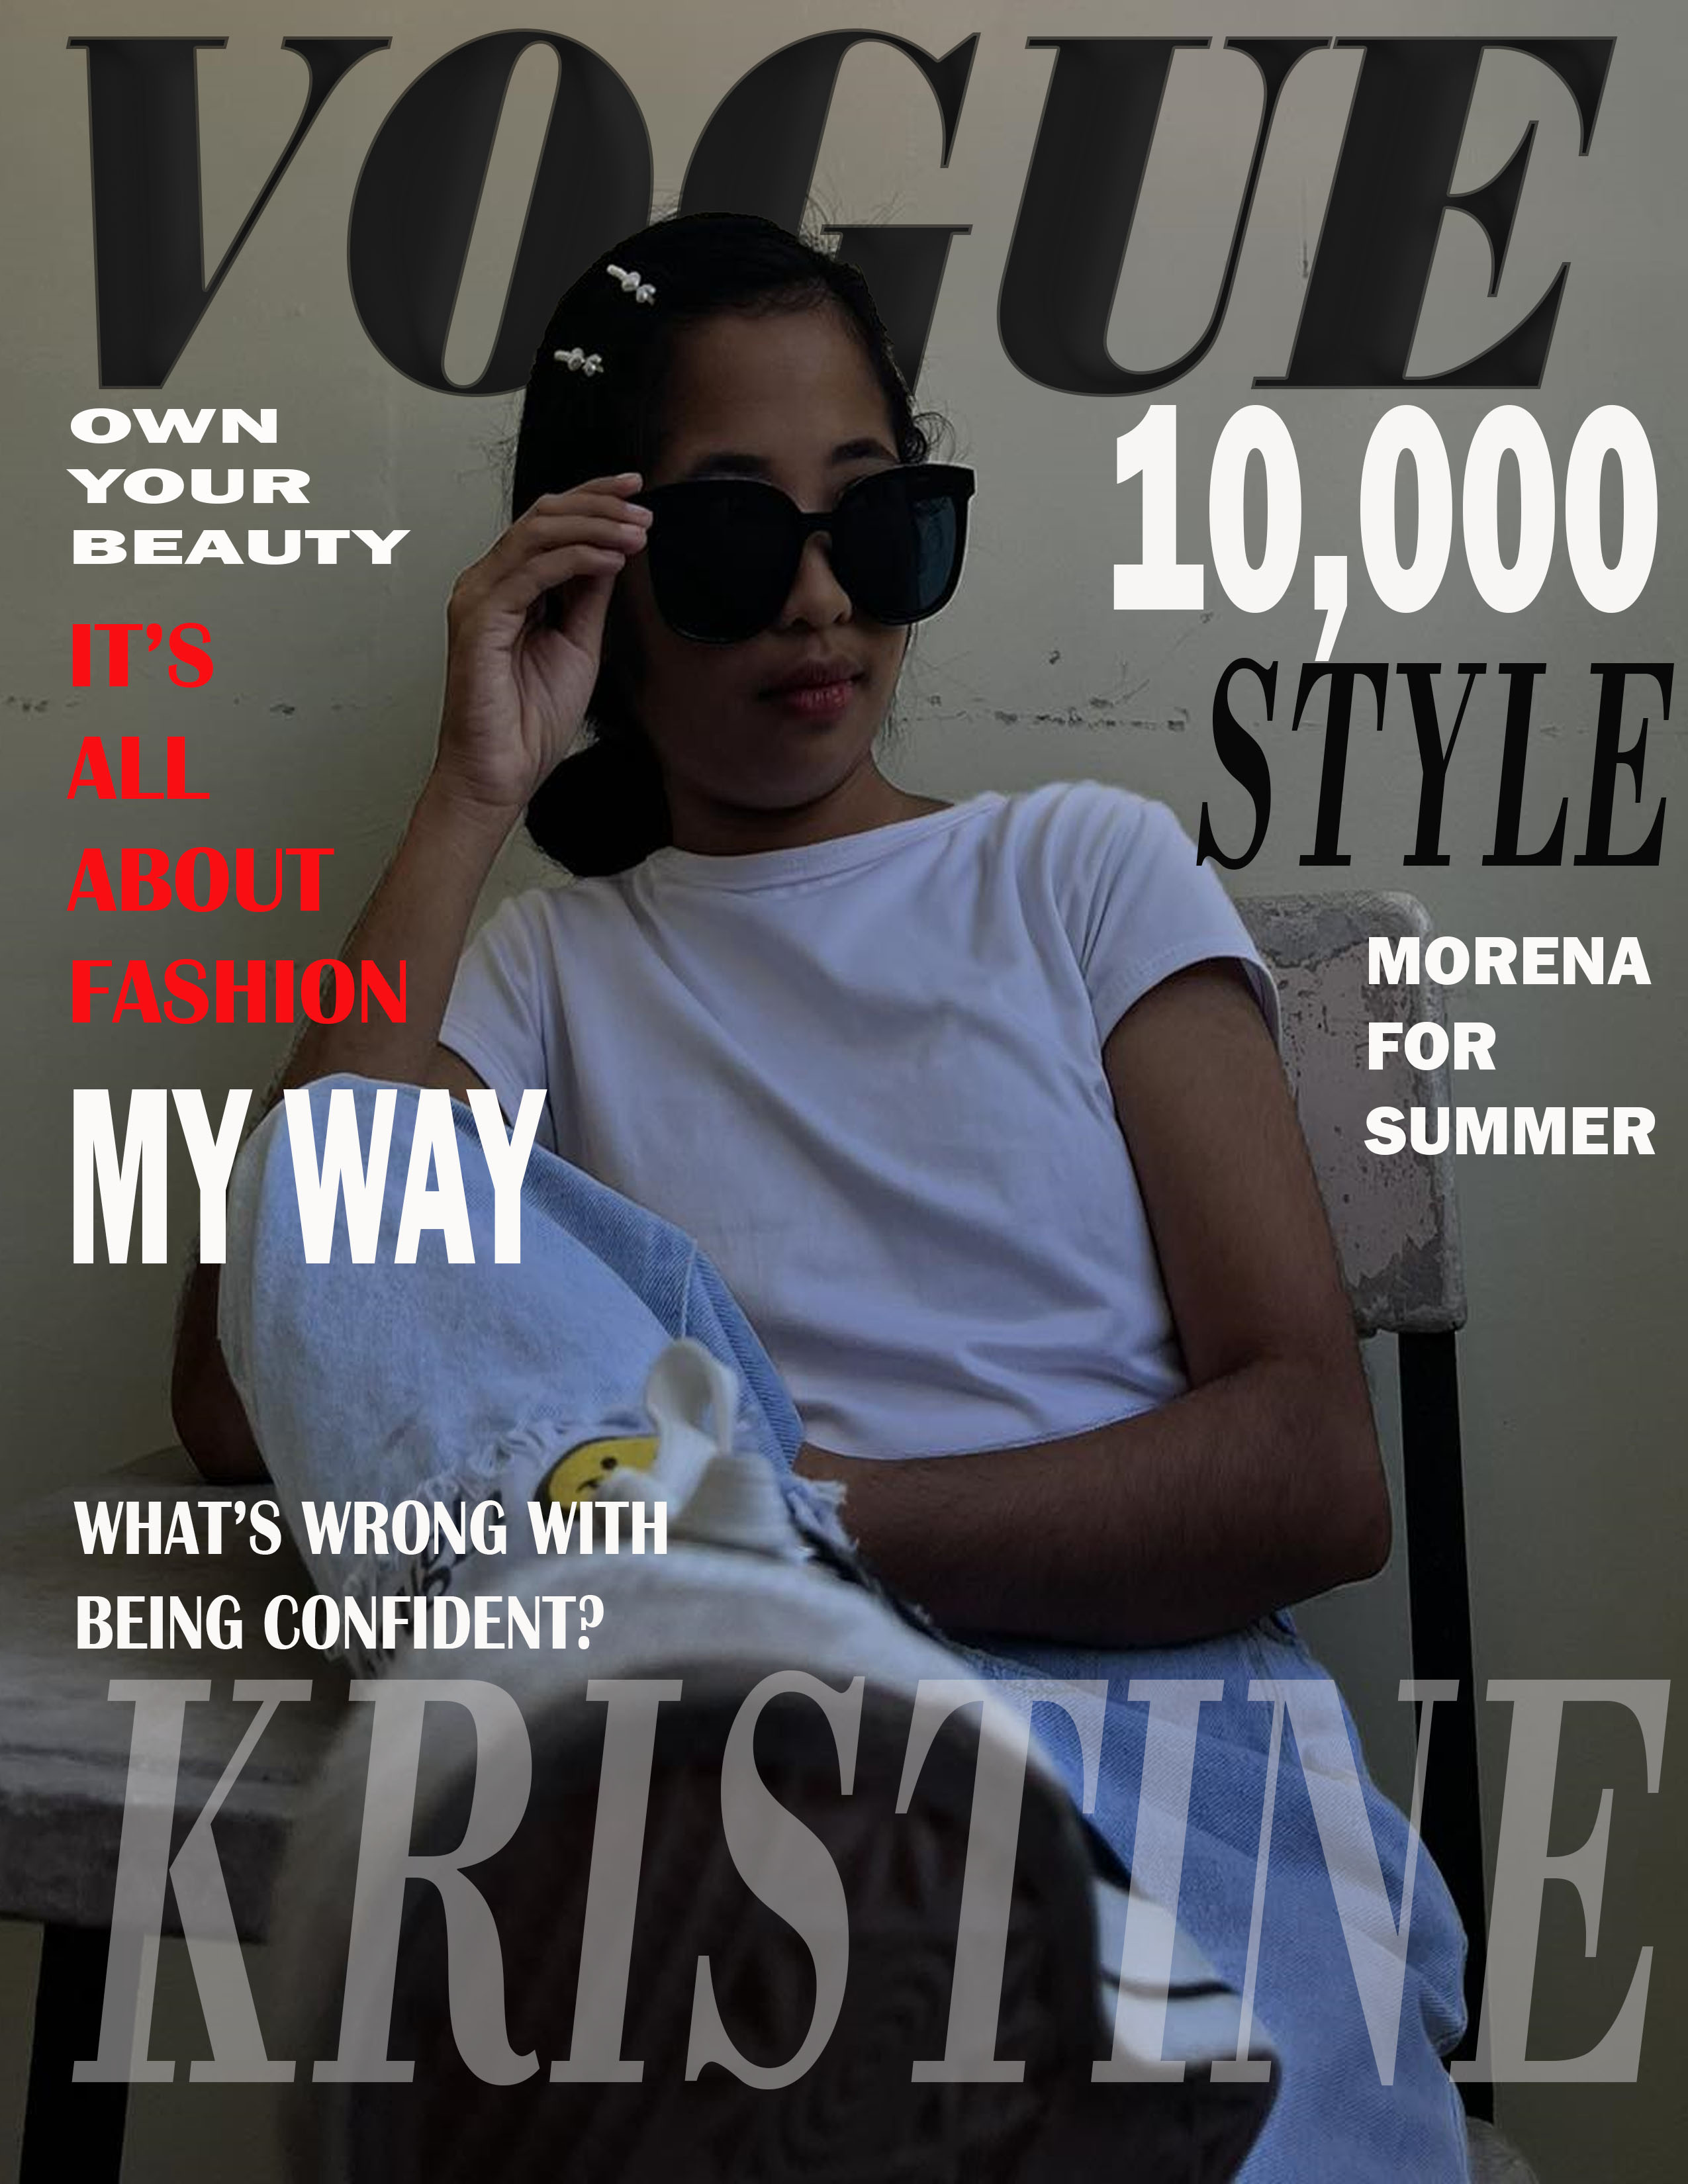 VOGUE
OWN
YOUR
BEAUTY
IT'S
ALL
ABOUT
FASHION
MY WAY
10,000
STYLE
MORENA
FOR
SUMMER
WHAT'S WRONG WITH
BEING CONFIDENT?
KRISTINE